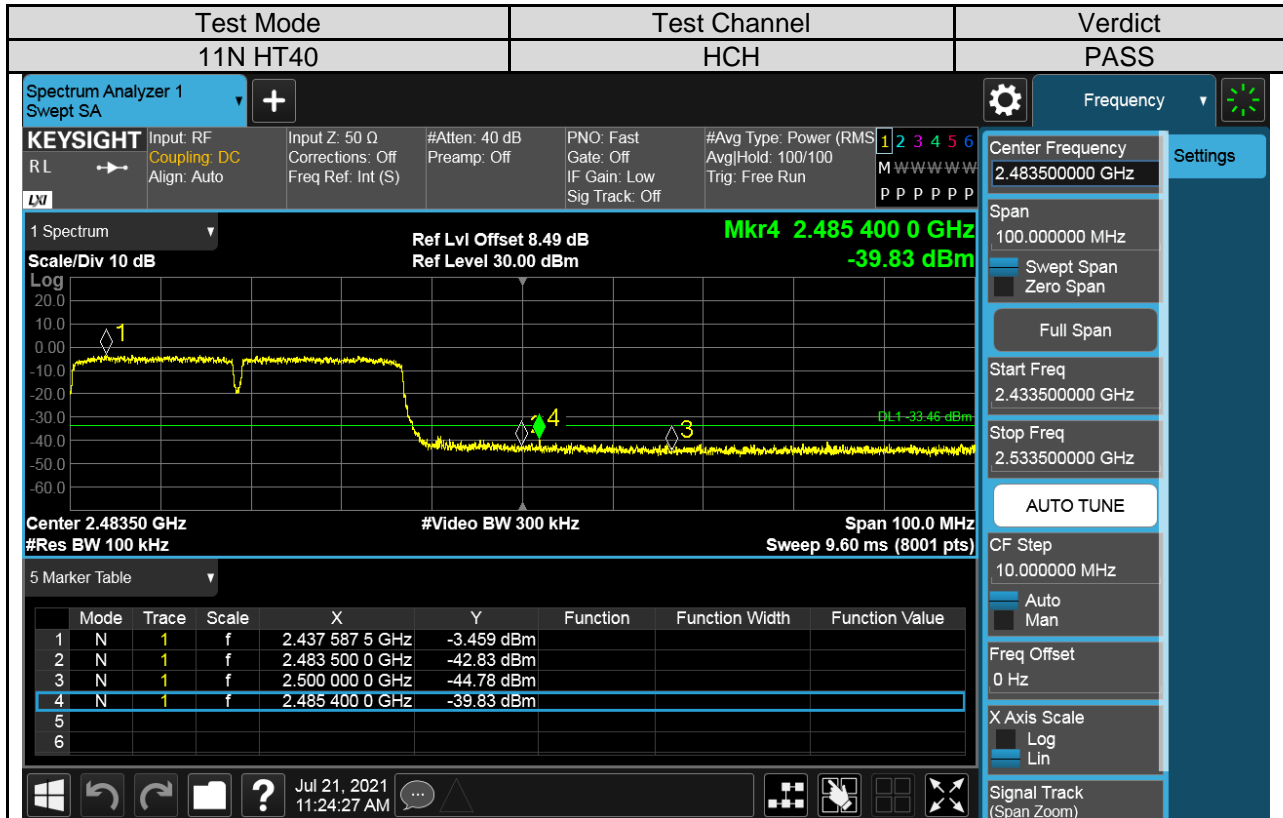 Test Mode Test Channel Verdict
11N HT40 HCH PASS
Spectrum Analyzer 1
Swept SA
+
Frequency
KEYSIGHT Input: RF Input Z: 50 Ω #Atten: 40 dB PNO: Fast #Avg Type: Power (RMS 1 2 3 4 5 6
RL Coupling: DC Corrections: Off Preamp: Off Gate: Off Avg|Hold: 100/100 M W W W W W
Align: Auto Freq Ref: Int (S) IF Gain: Low Trig: Free Run
LXI Sig Track: Off P P P P P P
Center Frequency
2.483500000 GHz
Settings
Span
100.000000 MHz
Swept Span
Zero Span
Full Span
Start Freq
2.433500000 GHz
Stop Freq
2.533500000 GHz
AUTO TUNE
CF Step
10.000000 MHz
Auto
Man
Freq Offset
0 Hz
X Axis Scale
Log
Lin
Signal Track
(Span Zoom)
1 Spectrum Ref Lvl Offset 8.49 dB Mkr4 2.485 400 0 GHz
Scale/Div 10 dB Ref Level 30.00 dBm -39.83 dBm
Log
20.0
10.0
0.00
-10.0
-20.0
-30.0
-40.0
-50.0
-60.0
1
4
3
DL1 -33.46 dBm
Center 2.48350 GHz #Video BW 300 kHz Span 100.0 MHz
#Res BW 100 kHz Sweep 9.60 ms (8001 pts)
5 Marker Table
Mode Trace Scale X Y Function Function Width Function Value
1 N 1 f 2.437 587 5 GHz -3.459 dBm
2 N 1 f 2.483 500 0 GHz -42.83 dBm
3 N 1 f 2.500 000 0 GHz -44.78 dBm
4 N 1 f 2.485 400 0 GHz -39.83 dBm
5
6
? Jul 21, 2021
11:24:27 AM